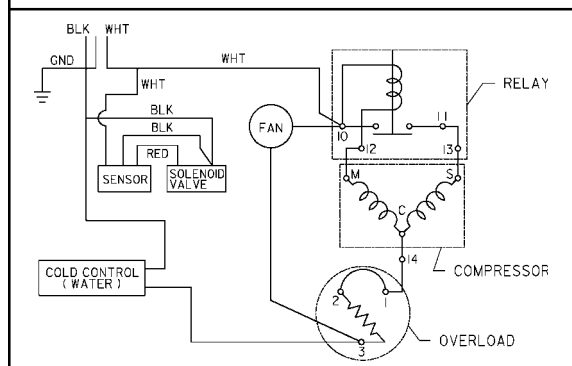 BLK WHT
GND
WHT
WHT
BLK
BLK
RED
SENSOR
SOLENOID
VALVE
FAN
RELAY
10
11
12
13
M
S
C
14
COMPRESSOR
COLD CONTROL
(WATER)
2
1
3
OVERLOAD